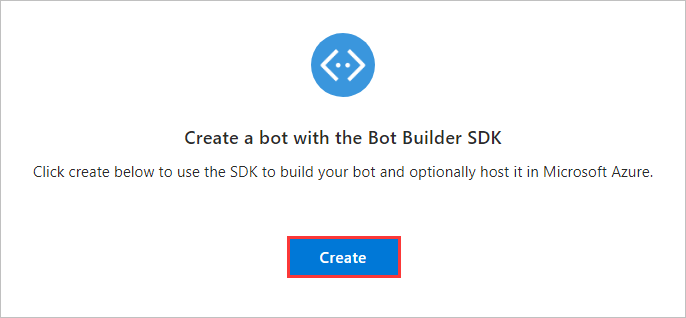 Create a bot with the Bot Builder SDK
Click create below to use the SDK to build your bot and optionally host it in Microsoft Azure.
Create